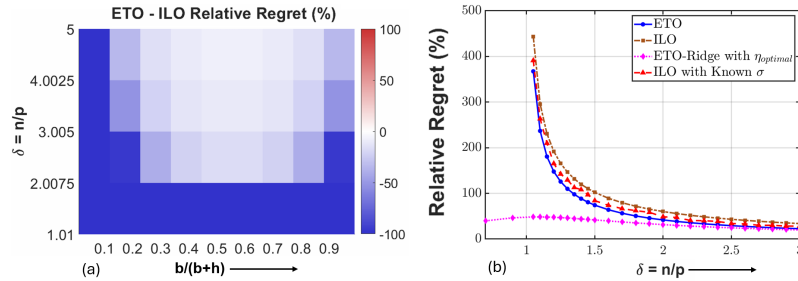 ETO - ILO Relative Regret (%)
5
4.0025
3.005
2.0075
1.01
δ = n/p
0.1 0.2 0.3 0.4 0.5 0.6 0.7 0.8 0.9
(a)
b/(b+h)
100
50
0
-50
-100
ETO
ILO
ETO-Ridge with η_optimal
ILO with Known σ
500
400
300
200
100
50
0
Relative Regret (%)
1 1.5 2 2.5 3
(b)
δ = n/p